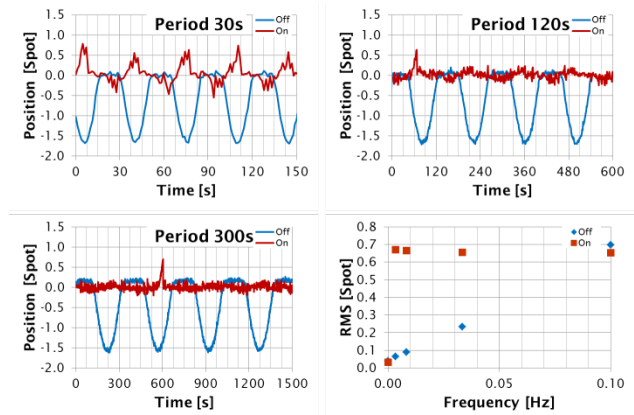 Period 30s
Off
On
1.5
1.0
0.5
0.0
-0.5
-1.0
-1.5
-2.0
Position [Spot]
0 30 60 90 120 150
Time [s]
Period 120s
Off
On
1.5
1.0
0.5
0.0
-0.5
-1.0
-1.5
-2.0
Position [Spot]
0 120 240 360 480 600
Time [s]
Period 300s
Off
On
1.5
1.0
0.5
0.0
-0.5
-1.0
-1.5
-2.0
Position [Spot]
0 300 600 900 1200 1500
Time [s]
Off
On
0.8
0.7
0.6
0.5
0.4
0.3
0.2
0.1
0.0
RMS [Spot]
0.00 0.05 0.10
Frequency [Hz]